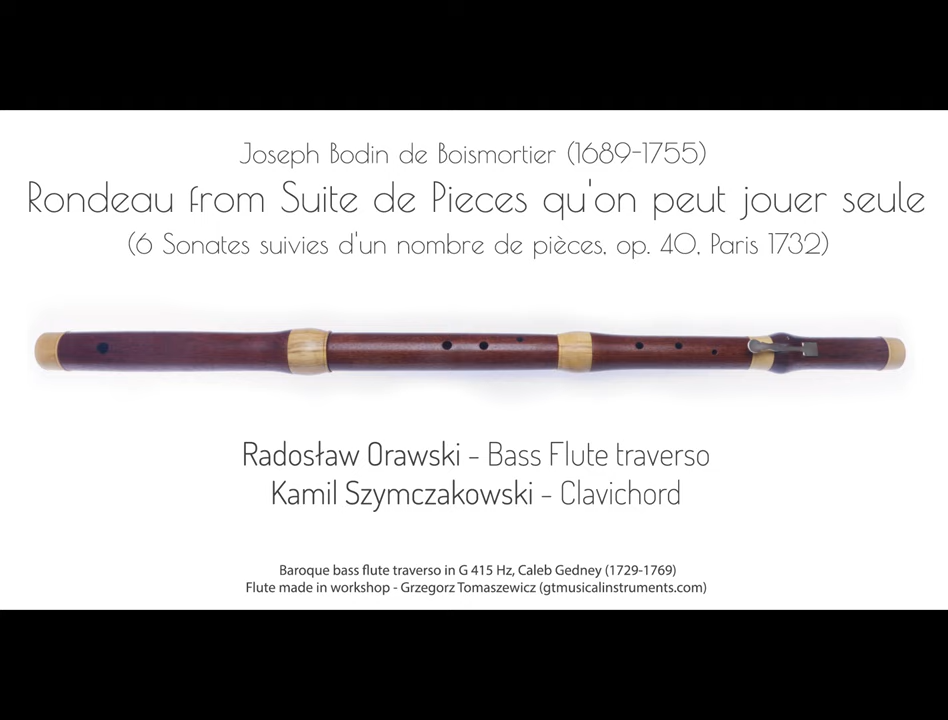 Joseph Bodin de Boismortier (1689-1755)
Rondeau from Suite de Pieces qu'on peut jouer seule
(6 Sonates suivies d'un nombre de pièces, op. 40, Paris 1732)
Radosław Orawski - Bass Flute traverso
Kamil Szymczakowski - Clavichord
Baroque bass flute traverso in G 415 Hz, Caleb Gedney (1729-1769)
Flute made in workshop - Grzegorz Tomaszewicz (gtmusicalinstruments.com)